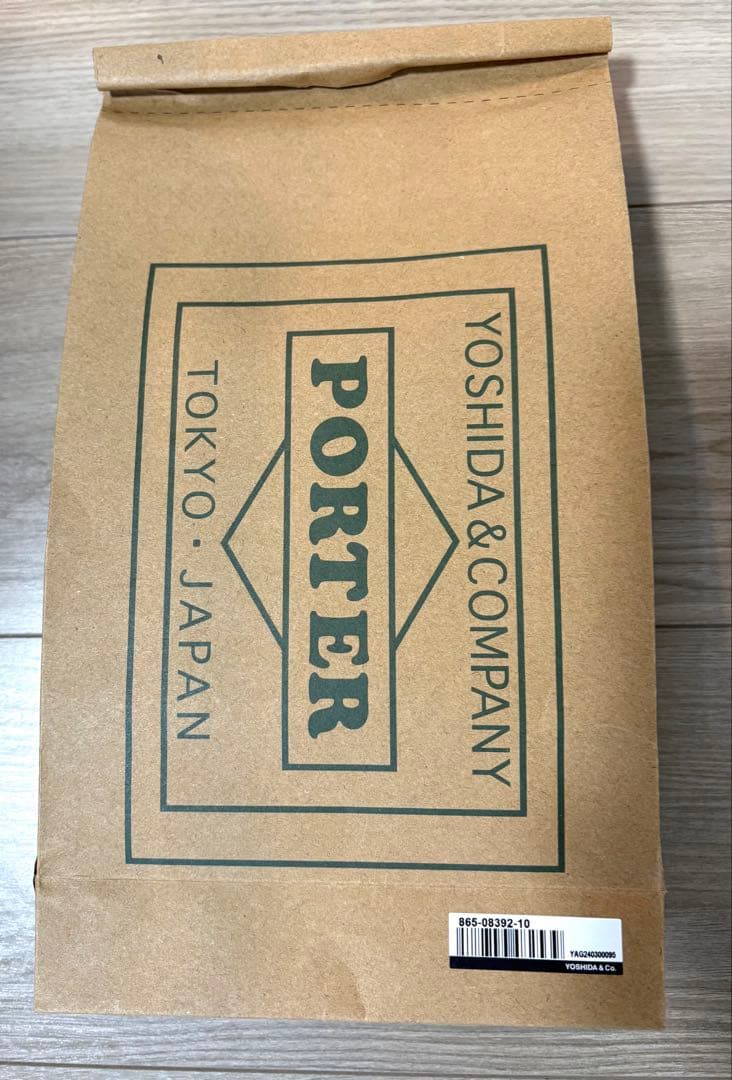 YOSHIDA & COMPANY
PORTER
TOKYO・JAPAN
865-08392-10
YAG240300095
YOSHIDA & Co.